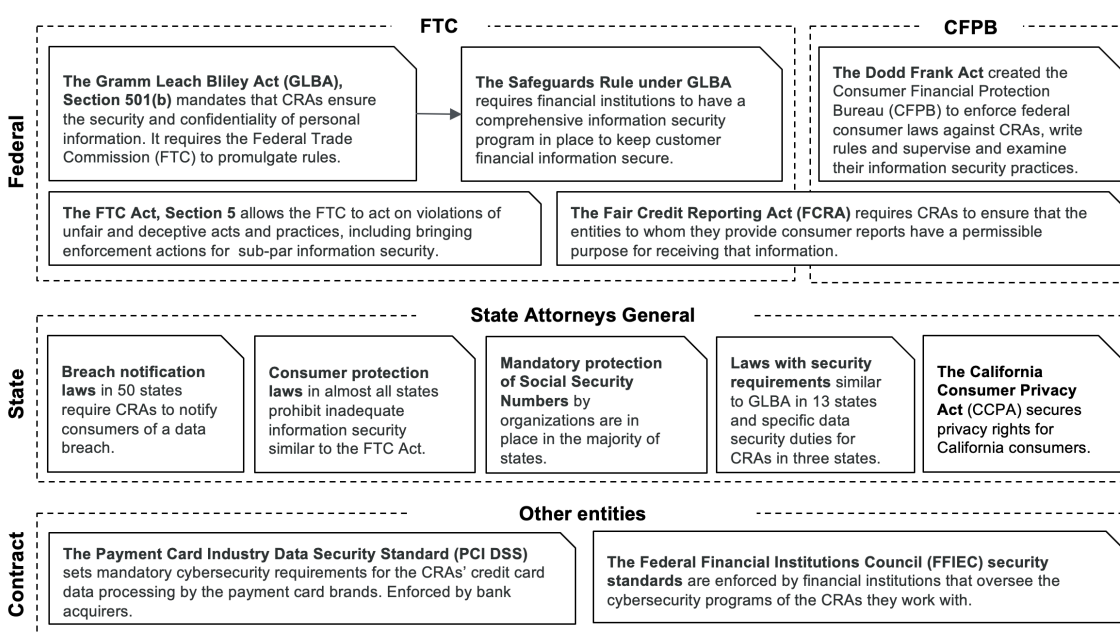 FTC
CFPB
Federal
The Gramm Leach Bliley Act (GLBA),
Section 501(b) mandates that CRAs ensure
the security and confidentiality of personal
information. It requires the Federal Trade
Commission (FTC) to promulgate rules.
The Safeguards Rule under GLBA
requires financial institutions to have a
comprehensive information security
program in place to keep customer
financial information secure.
The Dodd Frank Act created the
Consumer Financial Protection
Bureau (CFPB) to enforce federal
consumer laws against CRAs, write
rules and supervise and examine
their information security practices.
The FTC Act, Section 5 allows the FTC to act on violations of
unfair and deceptive acts and practices, including bringing
enforcement actions for sub-par information security.
The Fair Credit Reporting Act (FCRA) requires CRAs to ensure that the
entities to whom they provide consumer reports have a permissible
purpose for receiving that information.
State Attorneys General
State
Breach notification
laws in 50 states
require CRAs to notify
consumers of a data
breach.
Consumer protection
laws in almost all states
prohibit inadequate
information security
similar to the FTC Act.
Mandatory protection
of Social Security
Numbers by
organizations are in
place in the majority of
states.
Laws with security
requirements similar
to GLBA in 13 states
and specific data
security duties for
CRAs in three states.
The California
Consumer Privacy
Act (CCPA) secures
privacy rights for
California consumers.
Other entities
Contract
The Payment Card Industry Data Security Standard (PCI DSS)
sets mandatory cybersecurity requirements for the CRAs' credit card
data processing by the payment card brands. Enforced by bank
acquirers.
The Federal Financial Institutions Council (FFIEC) security
standards are enforced by financial institutions that oversee the
cybersecurity programs of the CRAs they work with.